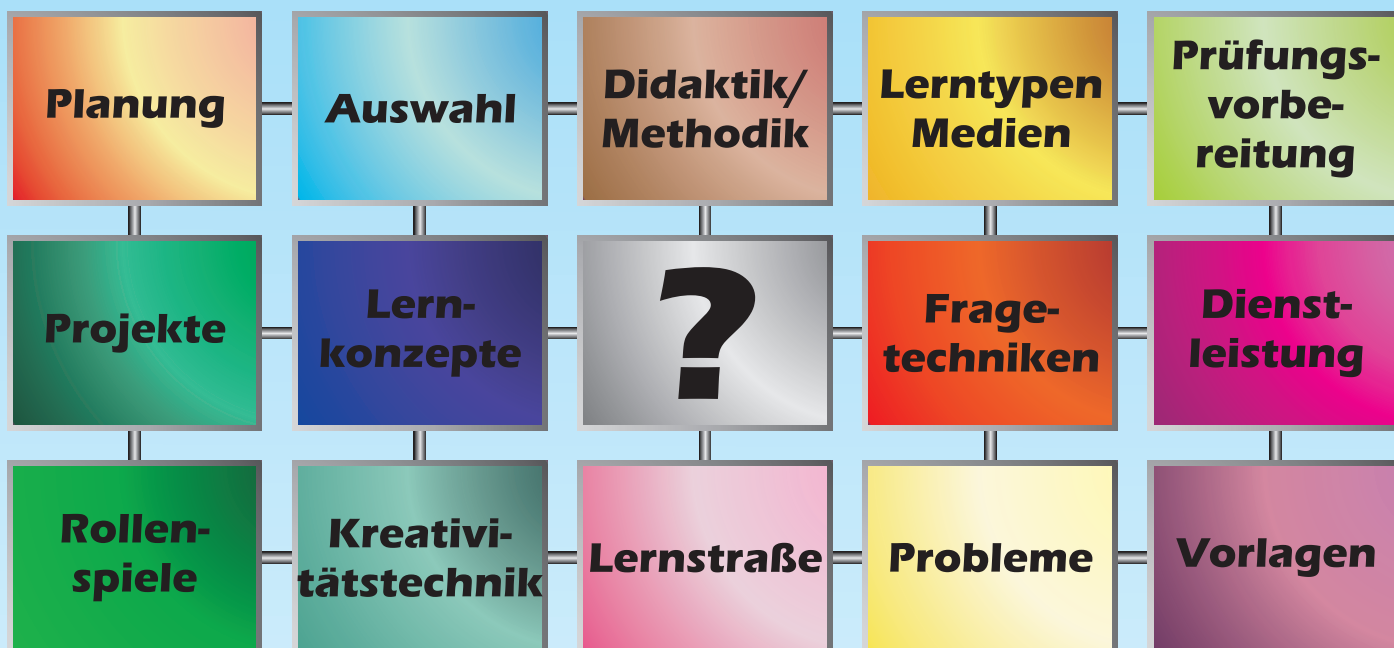 Planung
Auswahl
Didaktik/
Methodik
Lerntypen
Medien
Prüfungs-
vorbe-
reitung
Projekte
Lern-
konzepte
?
Frage-
techniken
Dienst-
leistung
Rollen-
spiele
Kreativi-
tätstechnik
Lernstraße
Probleme
Vorlagen